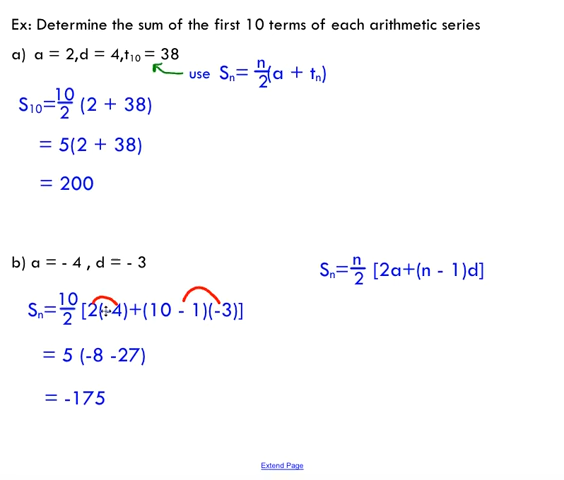 Ex: Determine the sum of the first 10 terms of each arithmetic series
a) a = 2,d = 4,t₁₀ = 38
use Sₙ= n/2(a + tₙ)
S₁₀=10/2 (2 + 38)
= 5(2 + 38)
= 200
b) a = - 4 , d = - 3
Sₙ= n/2 [2a+(n - 1)d]
Sₙ=10/2 [2(-4)+(10 - 1)(-3)]
= 5 (-8 -27)
= -175
Extend Page